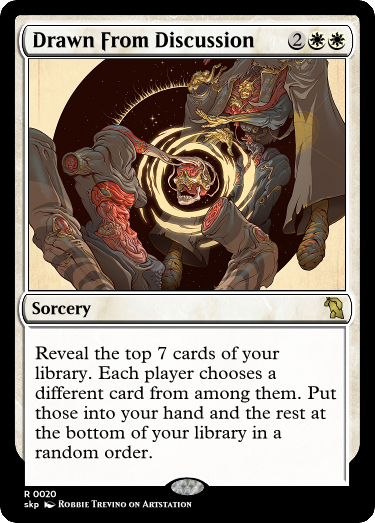 Drawn From Discussion 2
Sorcery
Reveal the top 7 cards of your
library. Each player chooses a
different card from among them. Put
those into your hand and the rest at
the bottom of your library in a
random order.
R 0020
skp Robbie Trevino on Artstation